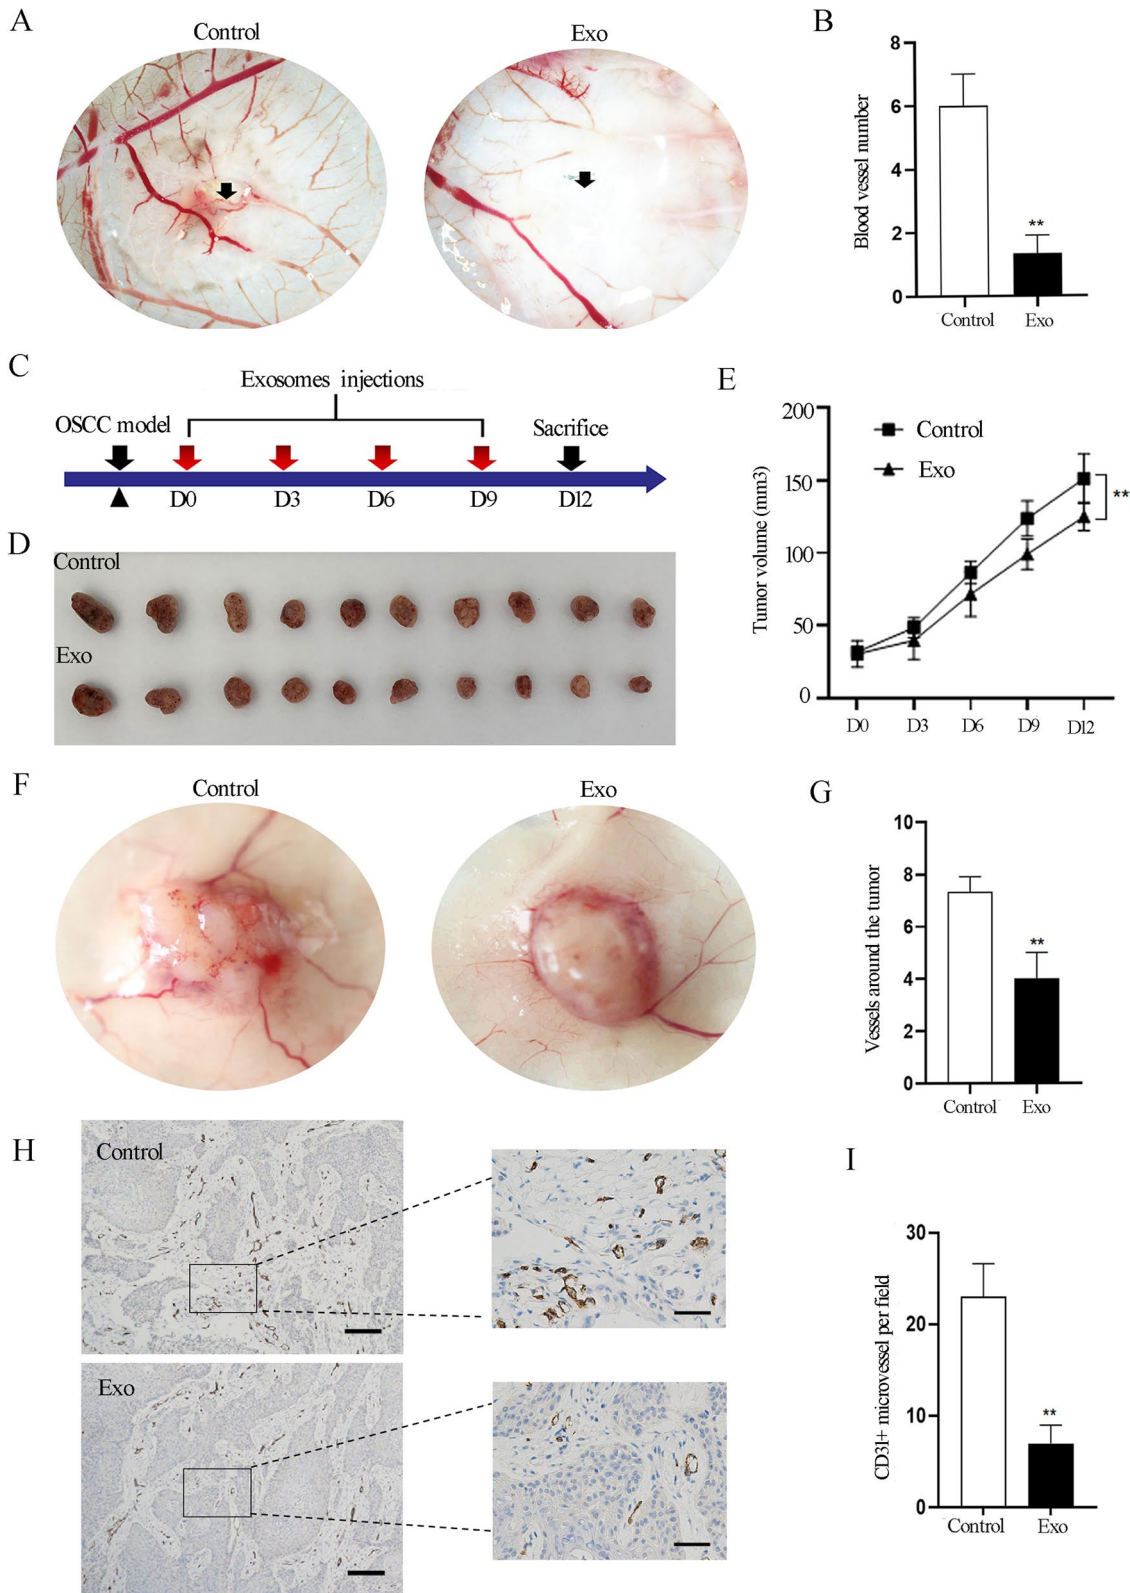 A
Control
Exo
B
8
6
4
2
0
Blood vessel number
**
Control
Exo
C
Exosomes injections
OSCC model
Sacrifice
D0
D3
D6
D9
D12
D
Control
Exo
E
200
150
100
50
0
Tumor volume (mm3)
Control
Exo
**
D0
D3
D6
D9
D12
F
Control
Exo
G
10
8
6
4
2
0
Vessels around the tumor
**
Control
Exo
H
Control
Exo
I
30
20
10
0
CD31+ microvessel per field
**
Control
Exo